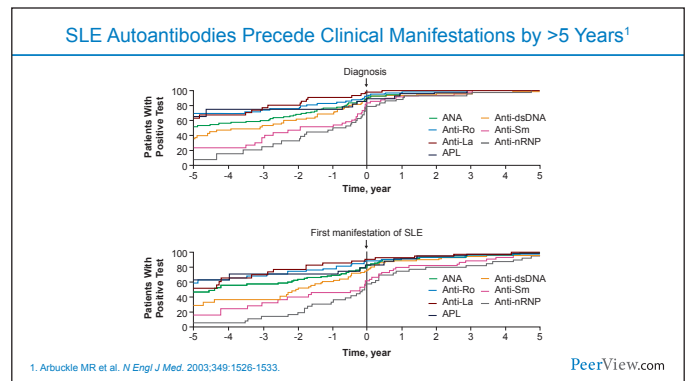 SLE Autoantibodies Precede Clinical Manifestations by >5 Years1
Diagnosis
Patients With
Positive Test
100
80
60
40
20
0
ANA
Anti-Ro
Anti-La
APL
Anti-dsDNA
Anti-Sm
Anti-nRNP
-5 -4 -3 -2 -1 0 1 2 3 4 5
Time, year
First manifestation of SLE
Patients With
Positive Test
100
80
60
40
20
0
ANA
Anti-Ro
Anti-La
APL
Anti-dsDNA
Anti-Sm
Anti-nRNP
-5 -4 -3 -2 -1 0 1 2 3 4 5
Time, year
1. Arbuckle MR et al. N Engl J Med. 2003;349:1526-1533.
PeerView.com